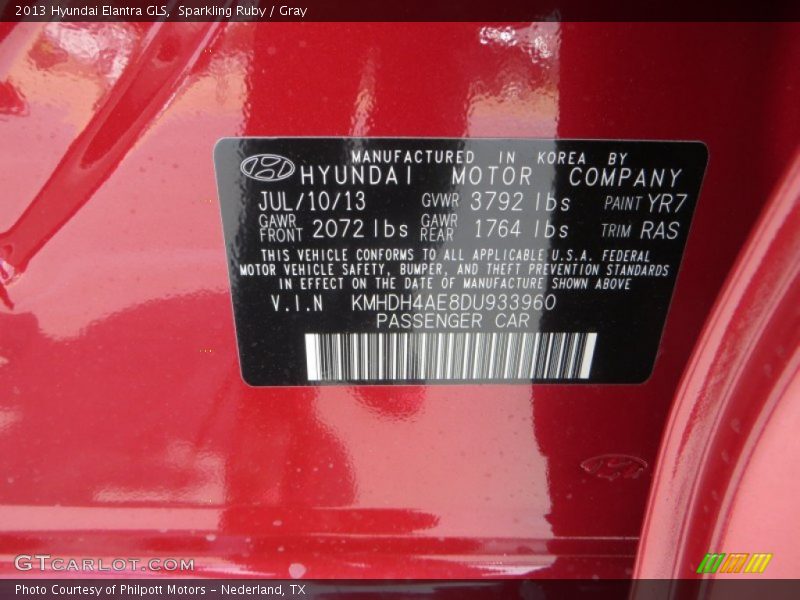 2013 Hyundai Elantra GLS,  Sparkling Ruby / Gray
MANUFACTURED IN KOREA BY
HYUNDAI MOTOR COMPANY
JUL/10/13 GVWR 3792 lbs PAINT YR7
GAWR FRONT 2072 lbs GAWR REAR 1764 lbs TRIM RAS
THIS VEHICLE CONFORMS TO ALL APPLICABLE U.S.A. FEDERAL
MOTOR VEHICLE SAFETY, BUMPER, AND THEFT PREVENTION STANDARDS
IN EFFECT ON THE DATE OF MANUFACTURE SHOWN ABOVE
V.I.N KMHDH4AE8DU933960
PASSENGER CAR
GTCARLOT.COM
Photo Courtesy of Philpott Motors – Nederland, TX